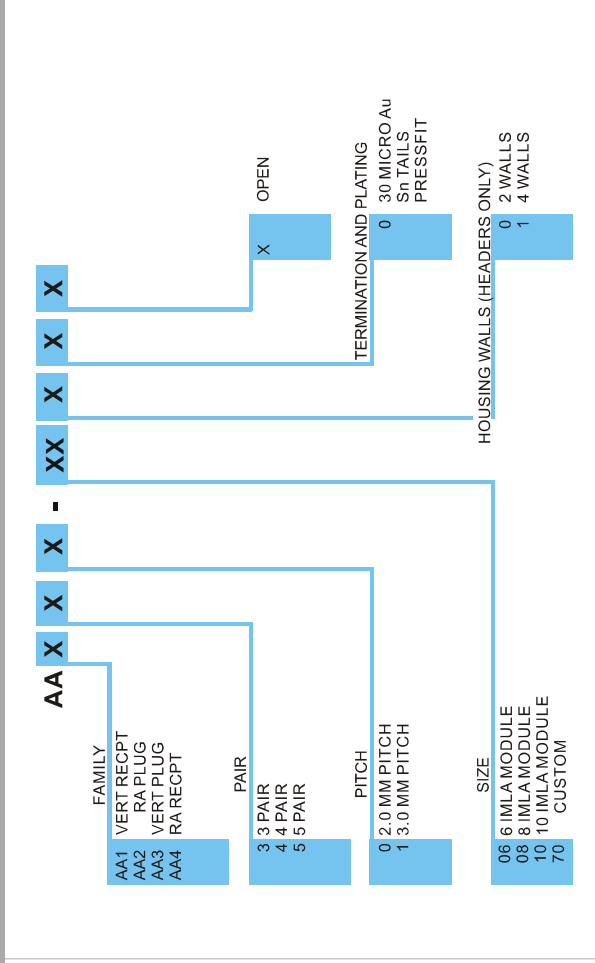 AA X X X - XX X X X
FAMILY
AA1 VERT RECPT
AA2 RA PLUG
AA3 VERT PLUG
AA4 RA RECPT
PAIR
3 3 PAIR
4 4 PAIR
5 5 PAIR
PITCH
0 2.0 MM PITCH
1 3.0 MM PITCH
SIZE
06 6 IMLA MODULE
08 8 IMLA MODULE
10 10 IMLA MODULE
70 CUSTOM
X OPEN
TERMINATION AND PLATING
0 30 MICRO Au
Sn TAILS
PRESSFIT
HOUSING WALLS (HEADERS ONLY)
0 2 WALLS
1 4 WALLS